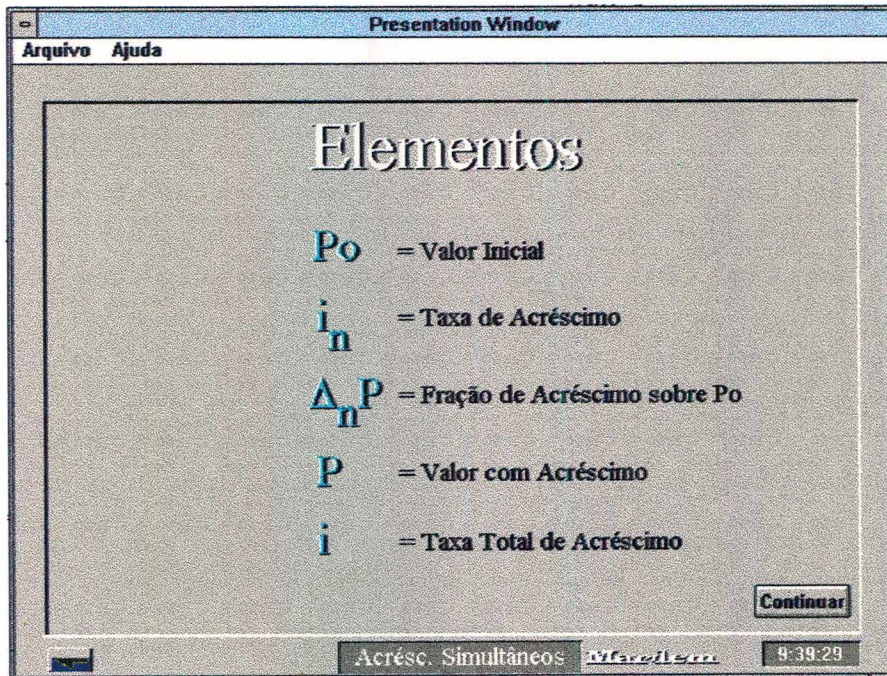 Presentation Window
Arquivo Ajuda
Elementos
Po = Valor Inicial
in = Taxa de Acréscimo
ΔnP = Fração de Acréscimo sobre Po
P = Valor com Acréscimo
i = Taxa Total de Acréscimo
Continuar
Acrésc. Simultâneos 9:39:29